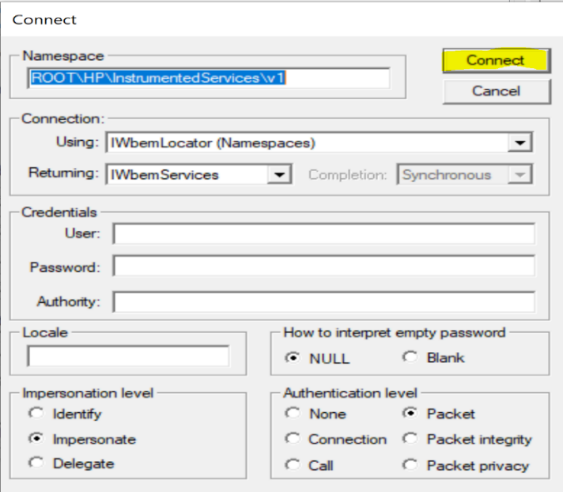 Connect
Namespace
ROOT\HP\InstrumentedServices\v1
Connect
Cancel
Connection:
Using: IWbemLocator (Namespaces)
Returning: IWbemServices Completion: Synchronous
Credentials
User:
Password:
Authority:
Locale
How to interpret empty password
NULL Blank
Impersonation level
Identify
Impersonate
Delegate
Authentication level
None Packet
Connection Packet integrity
Call Packet privacy